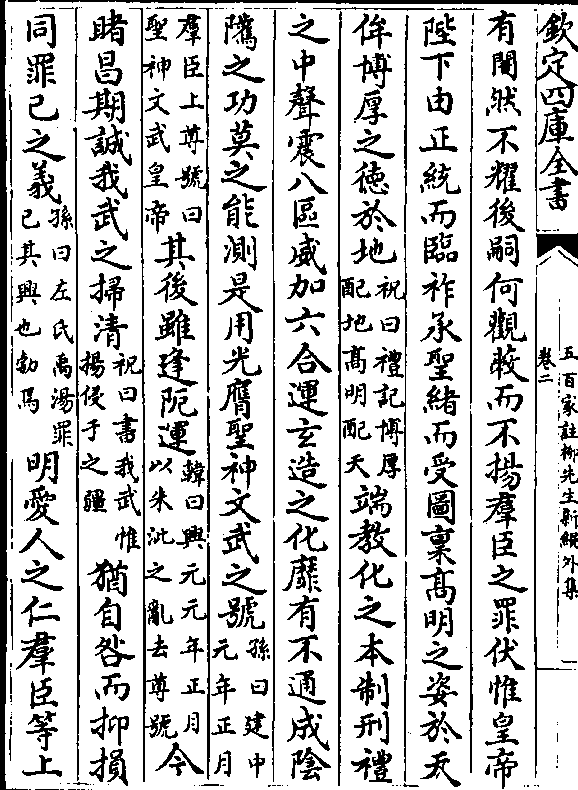 欽定四庫全書
五百家註柳先生新編外集
卷二
有闇然不耀後嗣何觀蔽而不揚羣臣之罪伏惟皇帝
陛下由正統而臨祚承聖緒而受圖稟高明之姿於天
侔博厚之德於地祝曰禮記博厚配地高明配天端教化之本制刑禮
之中聲震八區威加六合運玄造之化靡有不通成陰
隲之功莫之能測是用光膺聖神文武之號孫曰建中元年正月
羣臣上尊號曰聖神文武皇帝其後雖逢阨運韓曰興元元年正月以朱泚之亂去尊號今
睹昌期誠我武之掃清祝曰書我武惟揚侵于之疆猶自咎而抑損
同罪己之義孫曰左氏禹湯罪己其興也勃焉明愛人之仁羣臣等上